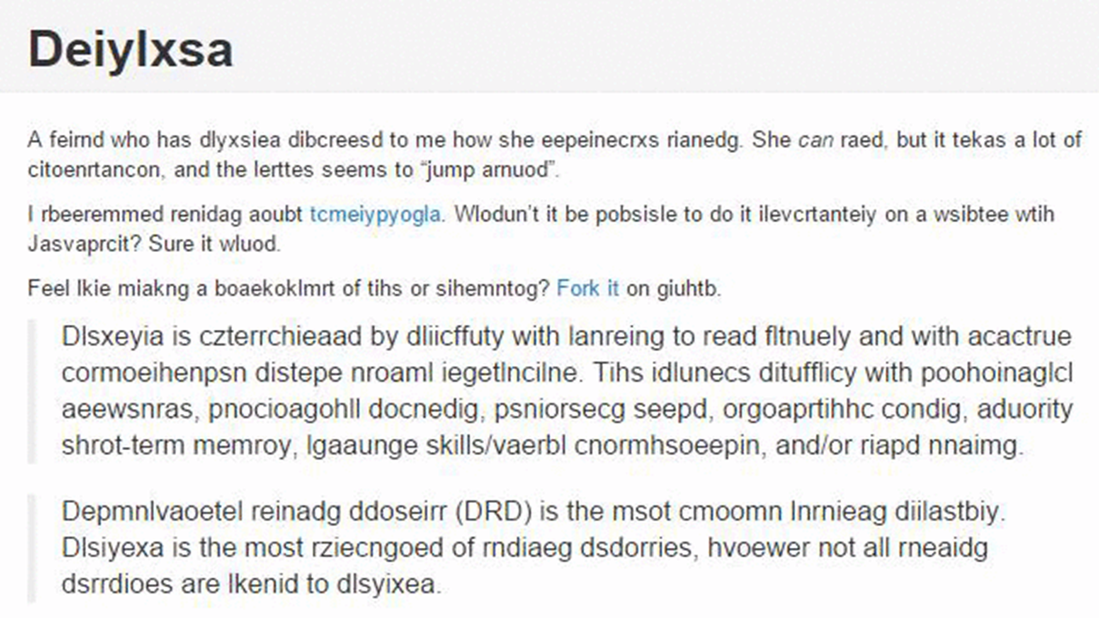 Deiylxsa
A feirnd who has dlyxsiea dibcreesd to me how she eepeinecrxs rianedg. She can raed, but it tekas a lot of
citoenrtancon, and the lerttes seems to “jump arnuod”.
I rbeeremmed renidag aoubt tcmeiypyogla. Wlodun’t it be pobsisle to do it ilevcrtanteiy on a wsibtee wtih
Jasvaprcit? Sure it wluod.
Feel lkie miakng a boaekoklmrt of tihs or sihemntog? Fork it on giuhtb.
Dlsxeyia is czterrchieaad by dliicffuty with lanreing to read fltnuely and with acactrue
cormoeihenpsn distepe nroaml iegetlncilne. Tihs idlunecs ditufflicy with poohoinaglcl
aeewsnras, pnocioagohll docnedig, psniorsecg seepd, orgoaprtihhc condig, aduority
shrot-term memroy, lgaaunge skills/vaerbl cnormhsoeepin, and/or riapd nnaimg.
Depmnlvaoetel reinadg ddoseirr (DRD) is the msot cmoomn lnrnieag diilastbiy.
Dlsiyexa is the most rziecngoed of rndiaeg dsdorries, hvoewer not all rneaidg
dsrrdioes are lkenid to dlsyixea.